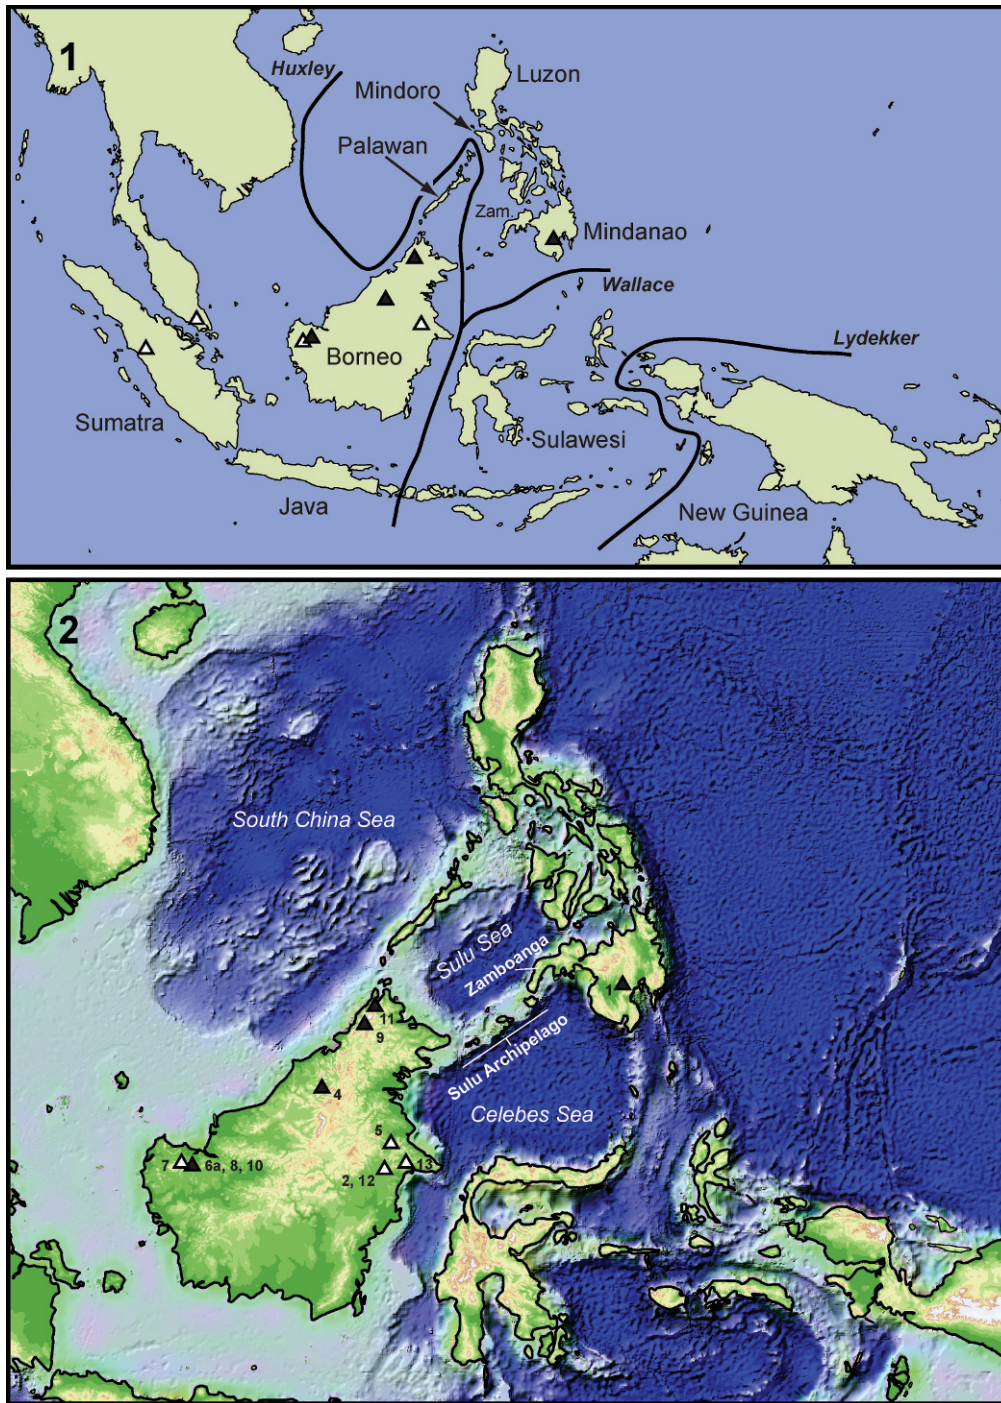 1
Huxley
Luzon
Mindoro
Palawan
Zam.
Mindanao
Wallace
Lydekker
Borneo
Sumatra
Sulawesi
Java
New Guinea
2
South China Sea
Sulu Sea
Zamboanga
1
11
9
Sulu Archipelago
4
Celebes Sea
5
7
6a, 8, 10
13
2, 12